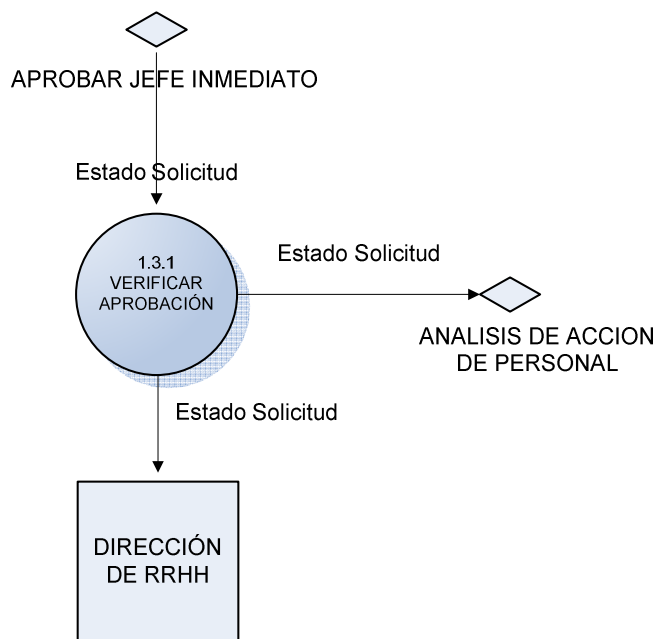 APROBAR JEFE INMEDIATO
Estado Solicitud
1.3.1
VERIFICAR
APROBACIÓN
Estado Solicitud
ANALISIS DE ACCION
DE PERSONAL
Estado Solicitud
DIRECCIÓN
DE RRHH